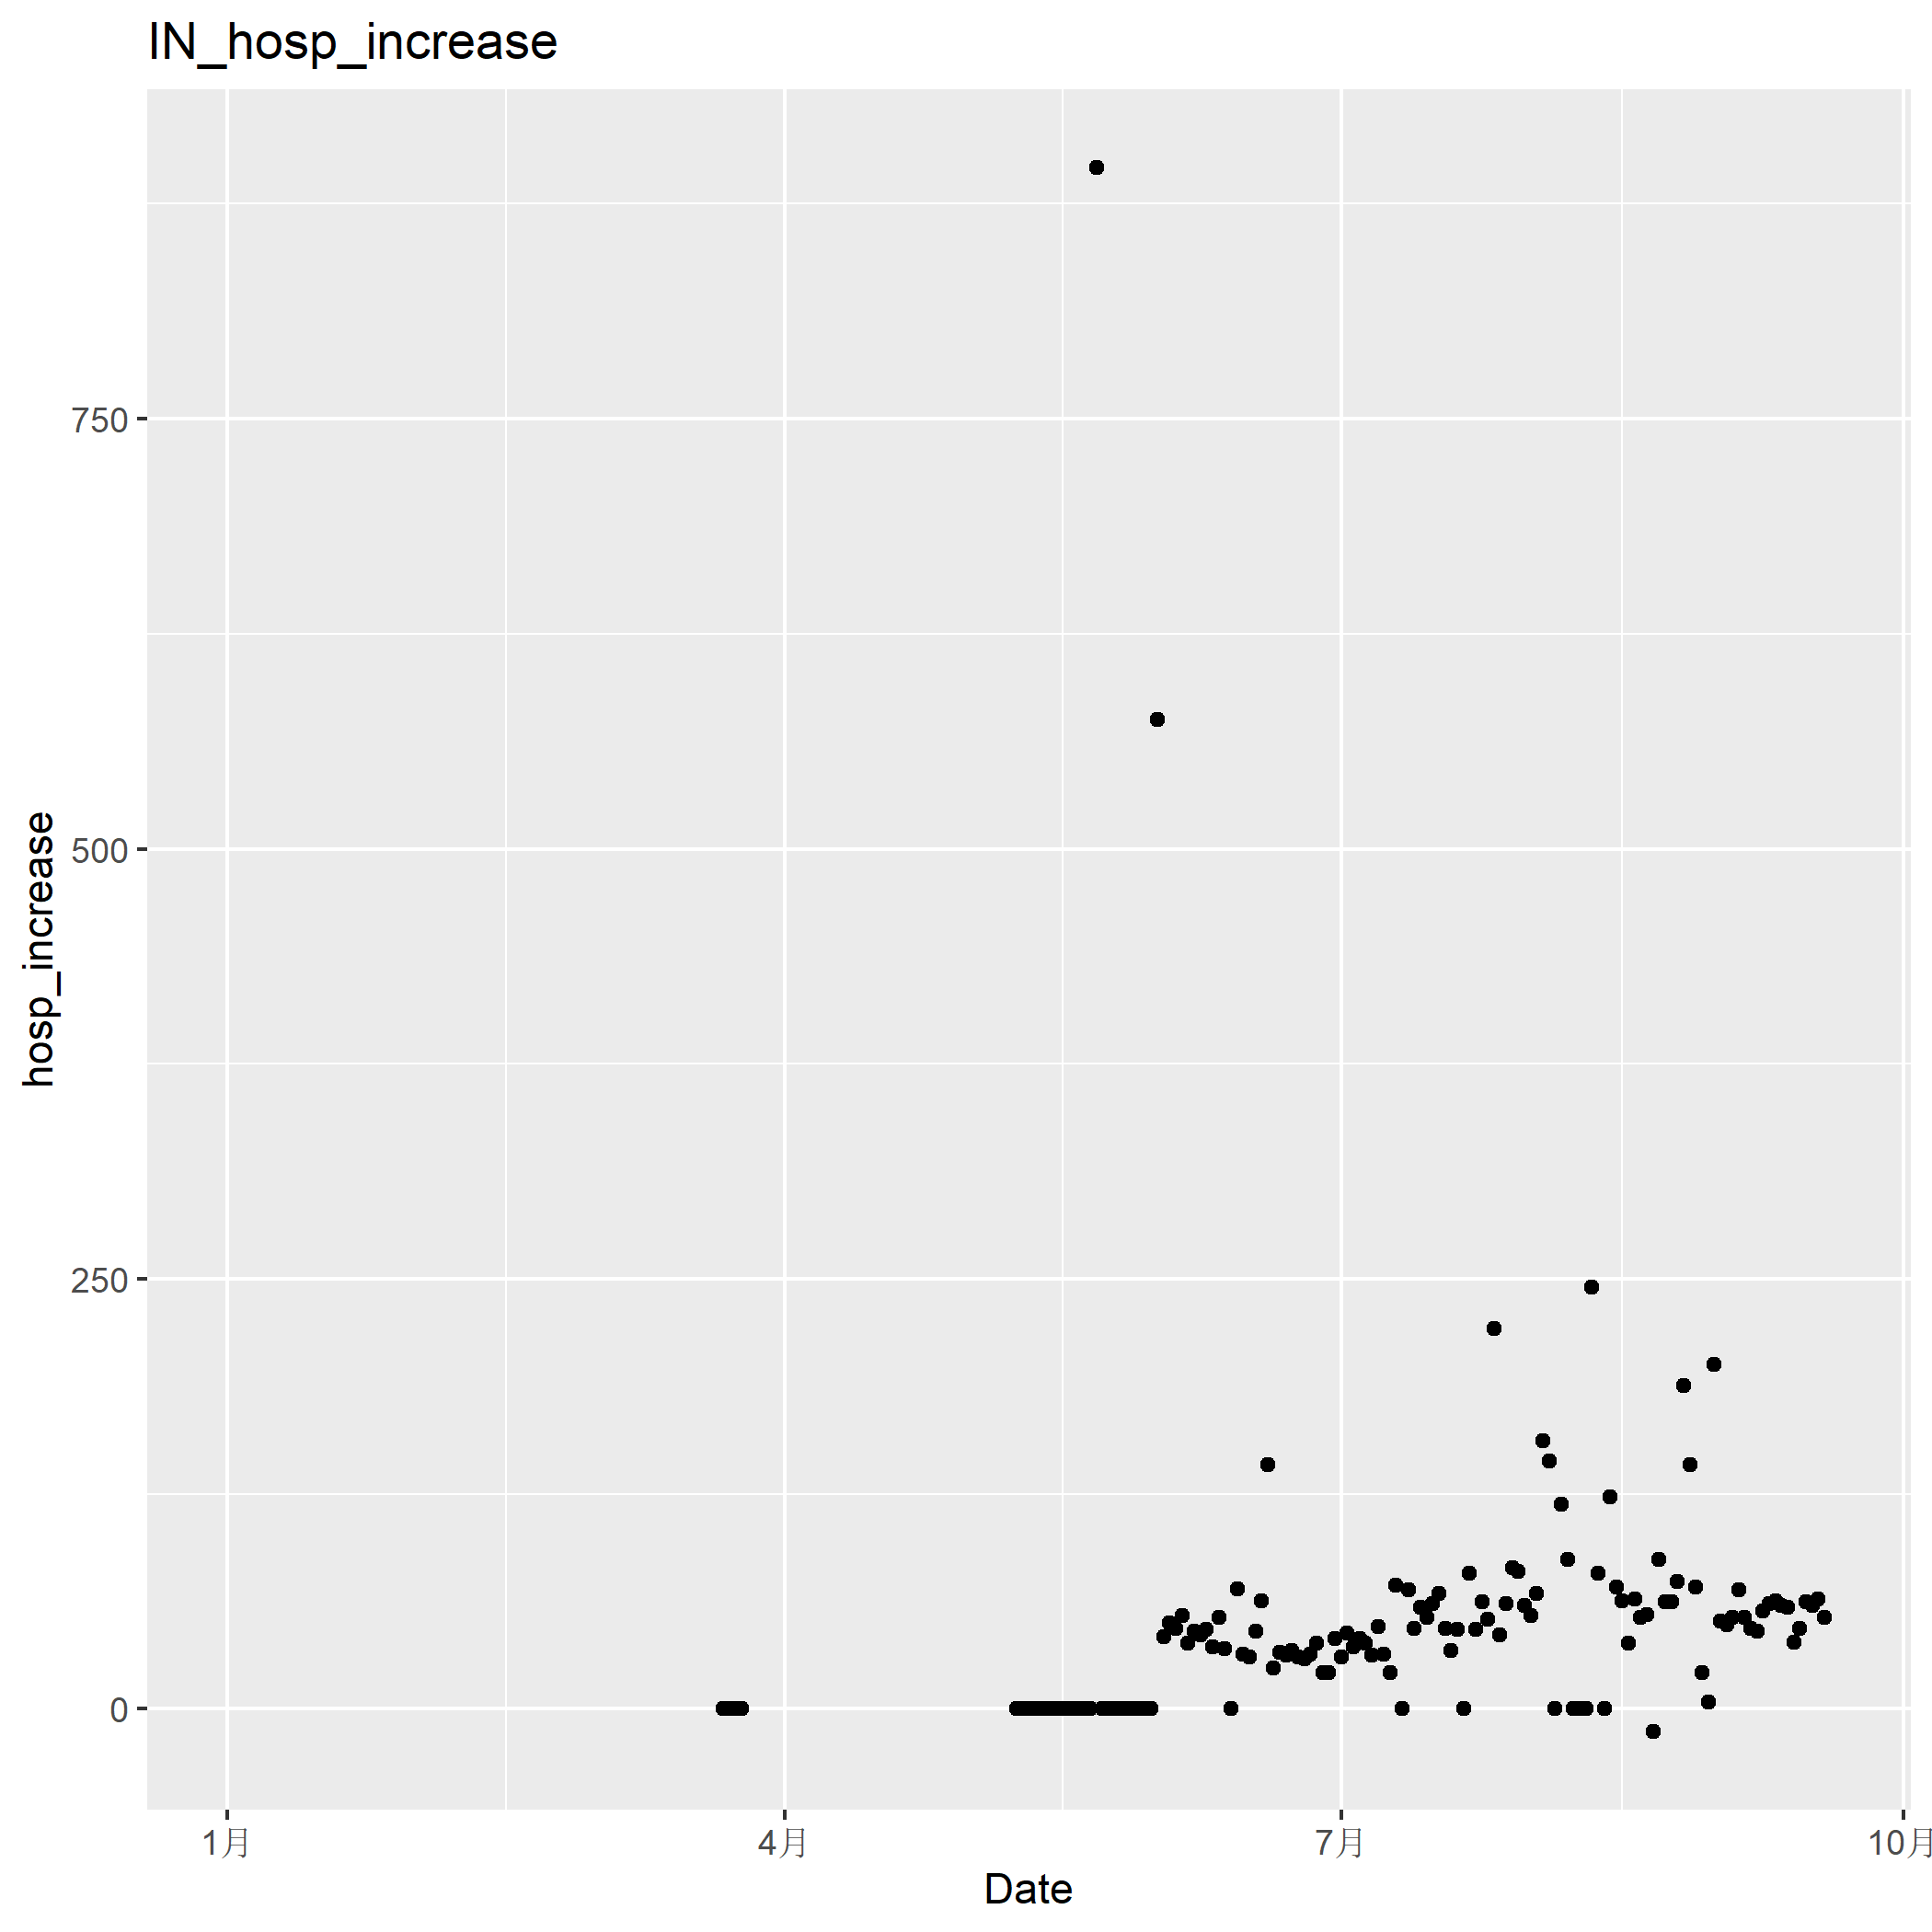 IN_hosp_increase
hosp_increase
750
500
250
0
1月 4月 7月 10月
Date